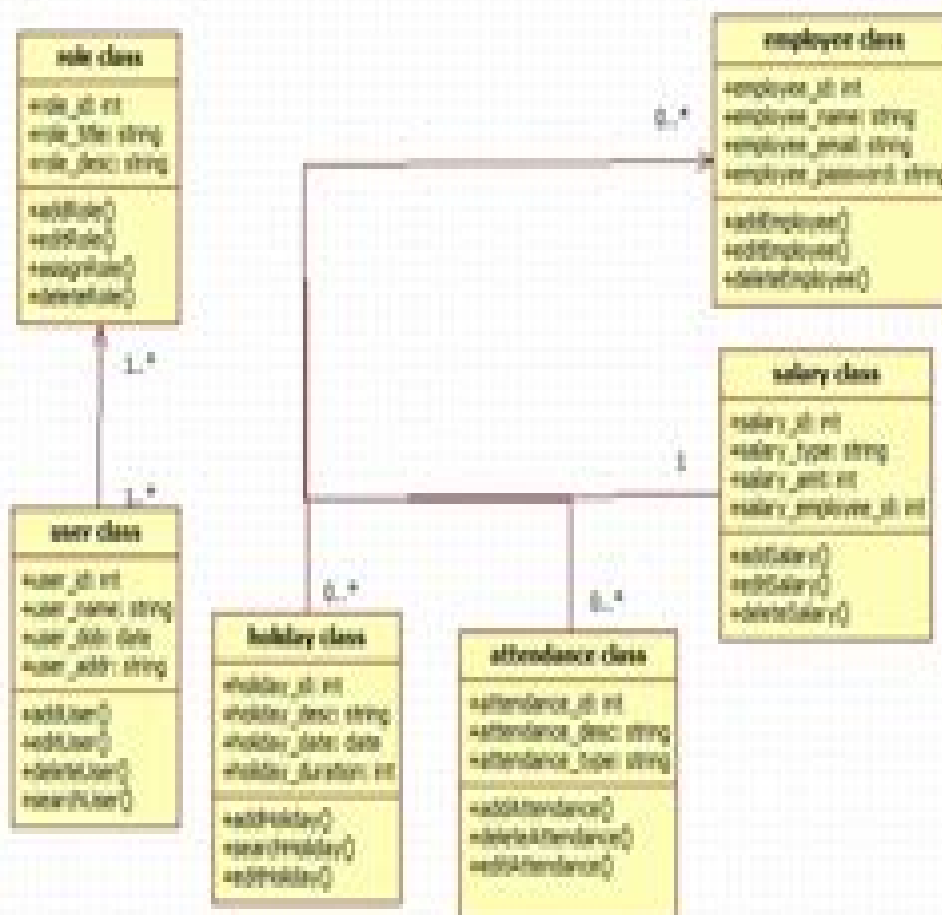 role class
+role_id: int
+role_title: string
+role_desc: string
+addRole()
+editRole()
+assignRole()
+deleteRole()
1..*
1..*
user class
+user_id: int
+user_name: string
+user_dob: date
+user_addr: string
+addUser()
+editUser()
+deleteUser()
+searchUser()
employee class
+employee_id: int
+employee_name: string
+employee_email: string
+employee_password: string
+addEmployee()
+editEmployee()
+deleteEmployee()
0..*
salary class
+salary_id: int
+salary_type: string
+salary_amt: int
+salary_employee_id: int
+addSalary()
+editSalary()
+deleteSalary()
1
0..*
holiday class
+holiday_id: int
+holiday_desc: string
+holiday_date: date
+holiday_duration: int
+addHoliday()
+searchHoliday()
+editHoliday()
0..*
attendance class
+attendance_id: int
+attendance_desc: string
+attendance_type: string
+addAttendance()
+deleteAttendance()
+editAttendance()